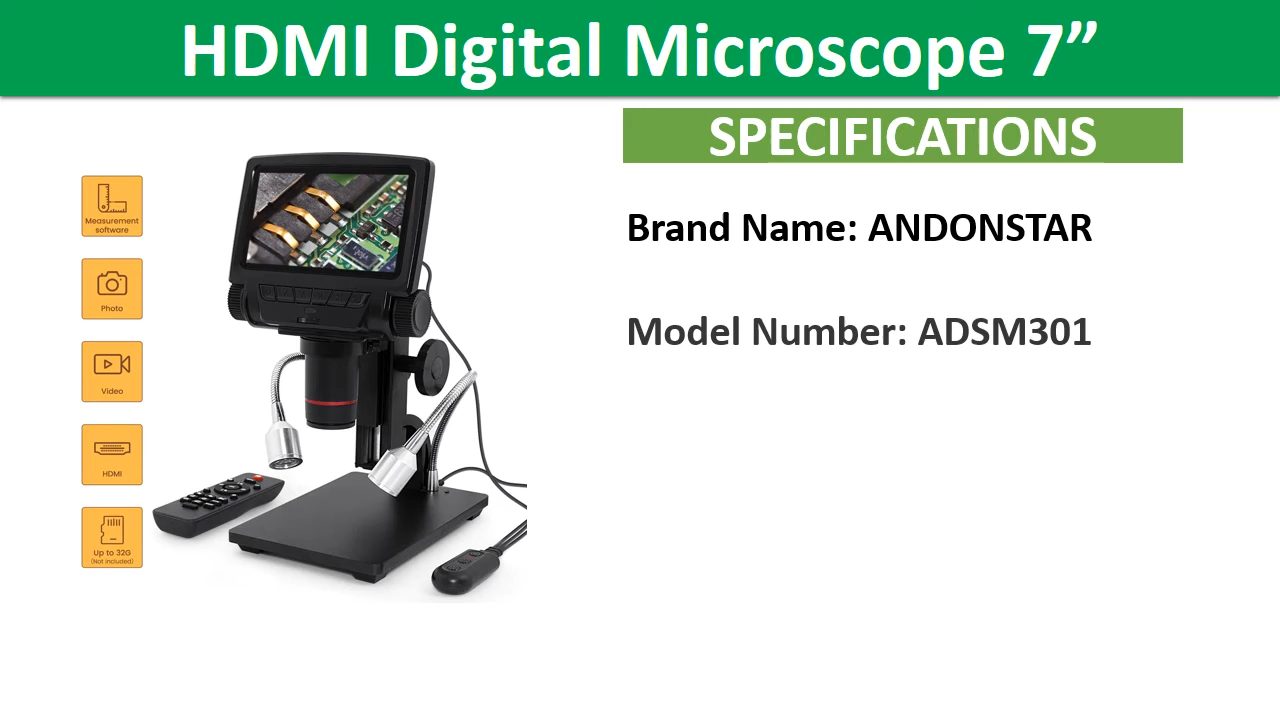 HDMI Digital Microscope 7”
SPECIFICATIONS
Measurement
software
Photo
Video
HDMI
Up to 32G
(Not included)
Brand Name: ANDONSTAR
Model Number: ADSM301